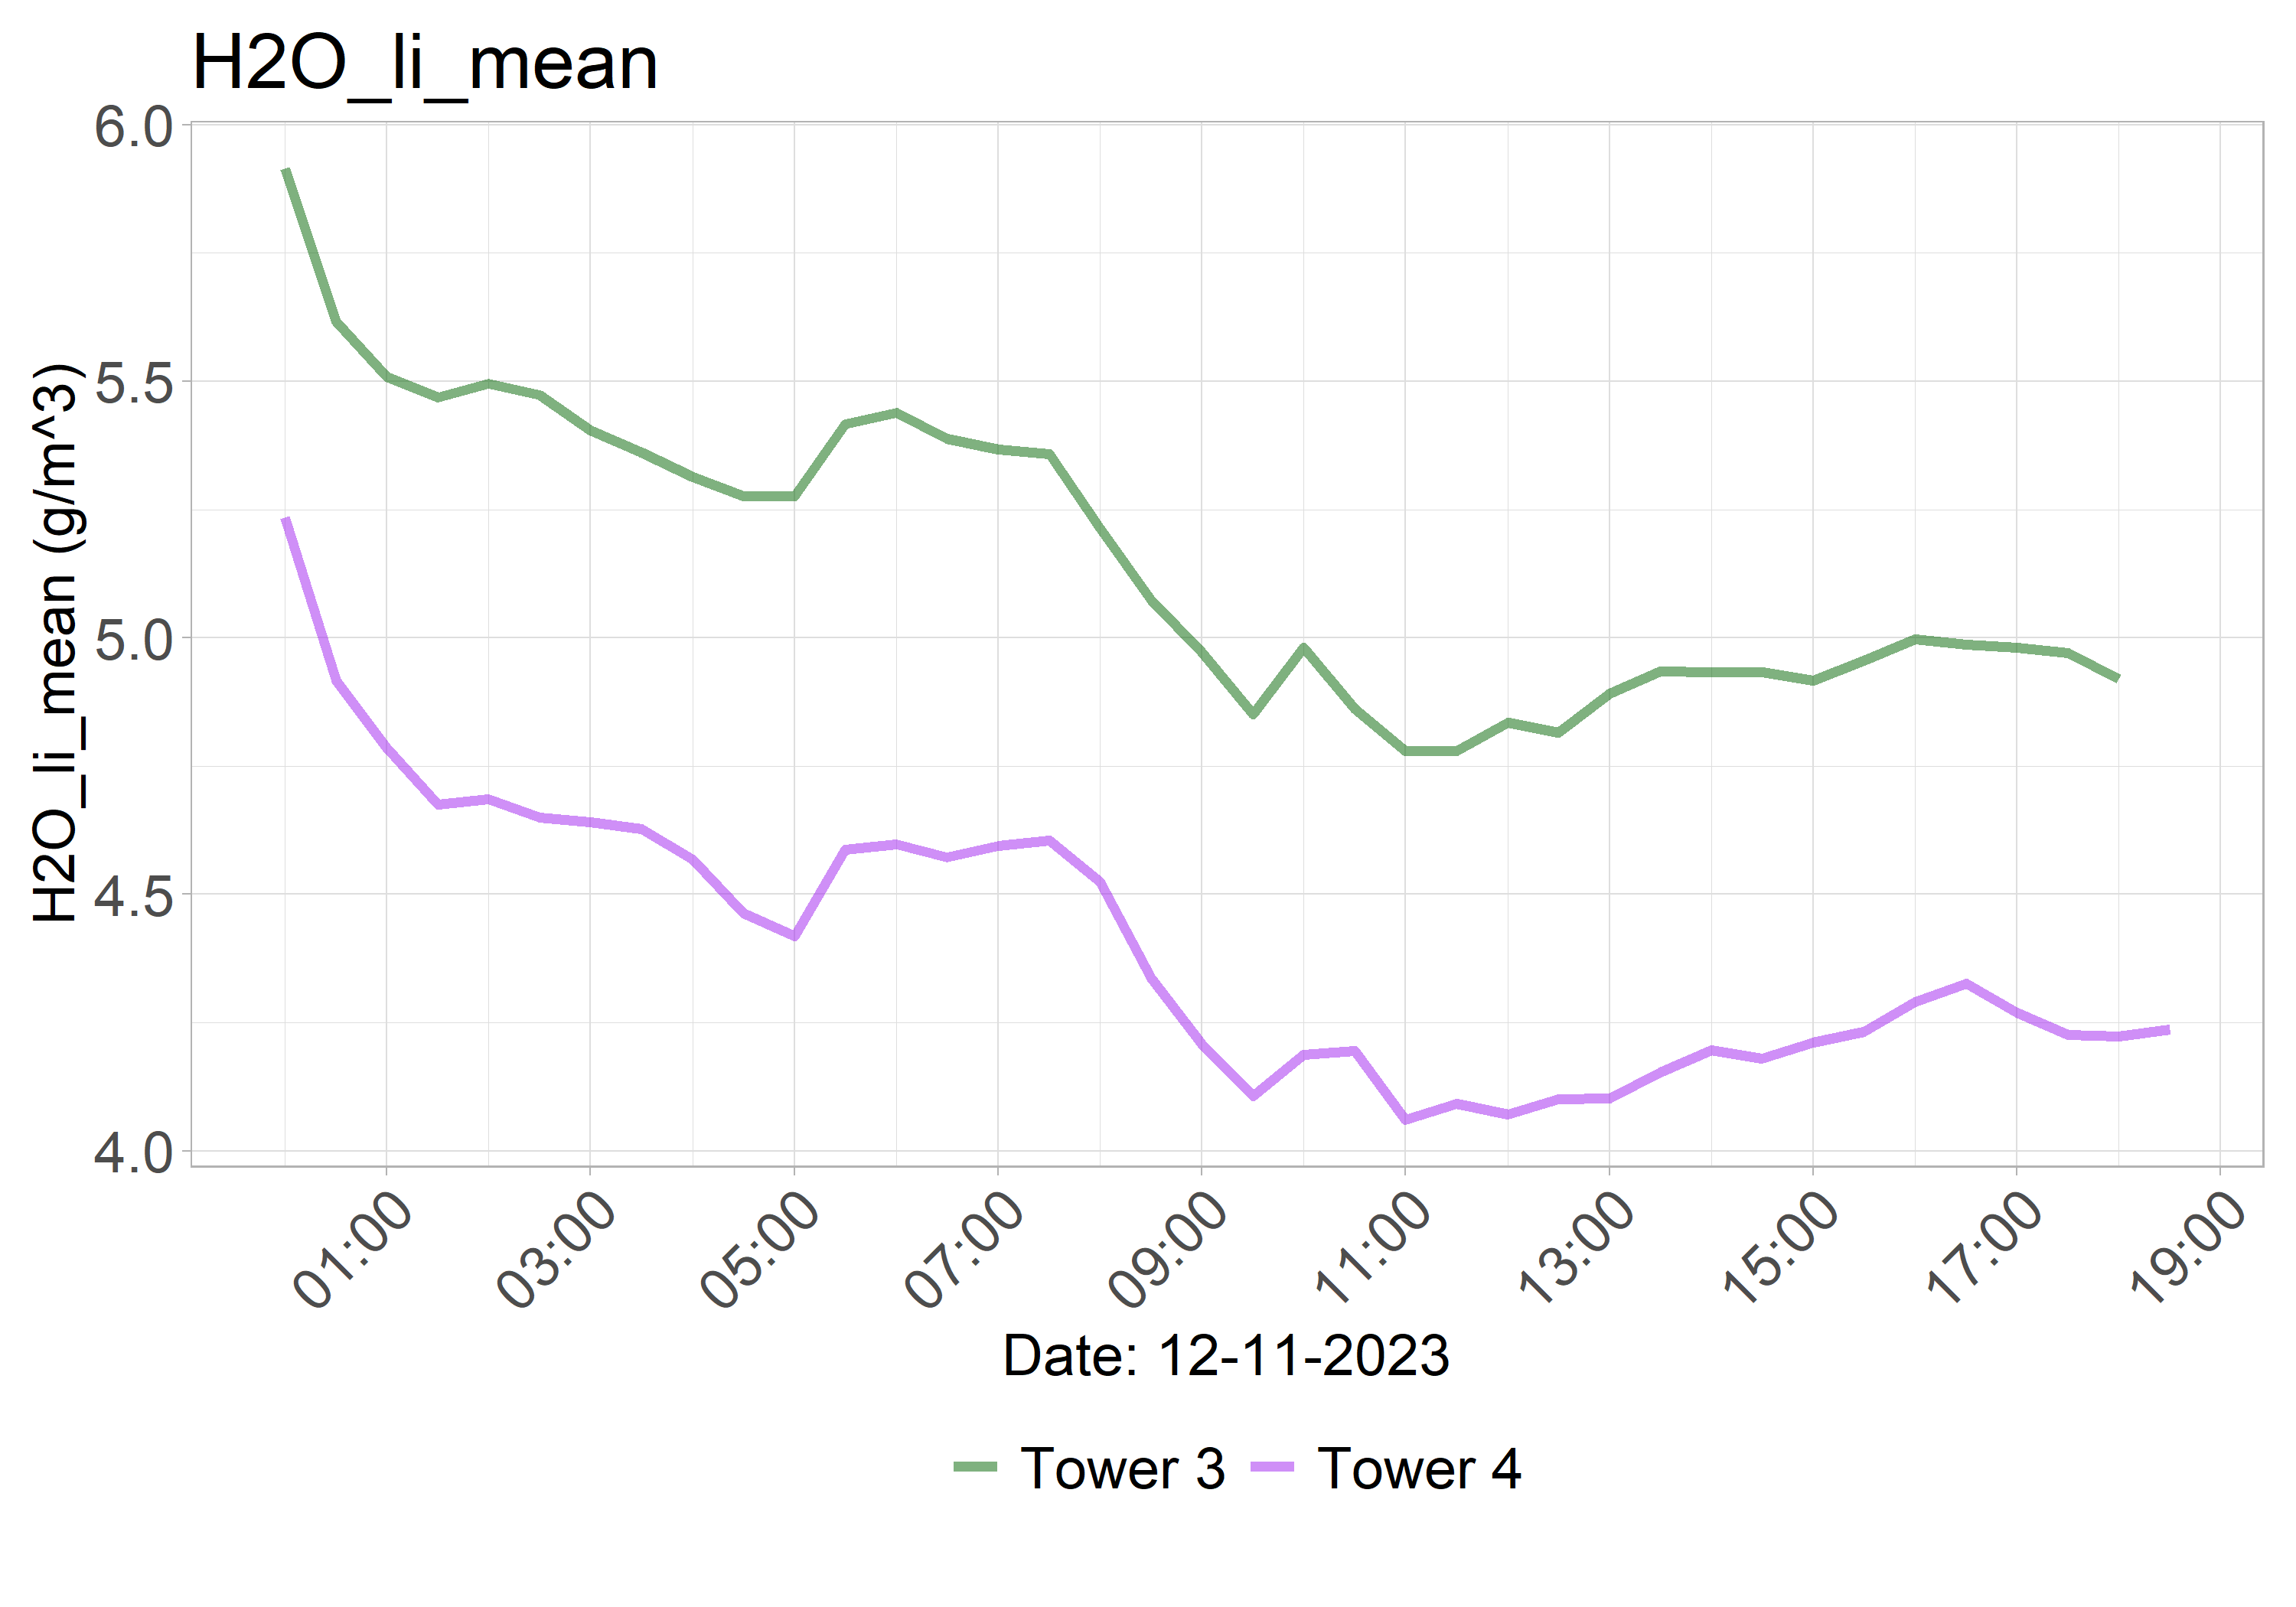 H2O_li_mean
H2O_li_mean (g/m^3)
6.0
5.5
5.0
4.5
4.0
01:00 03:00 05:00 07:00 09:00 11:00 13:00 15:00 17:00 19:00
Date: 12-11-2023
Tower 3 Tower 4